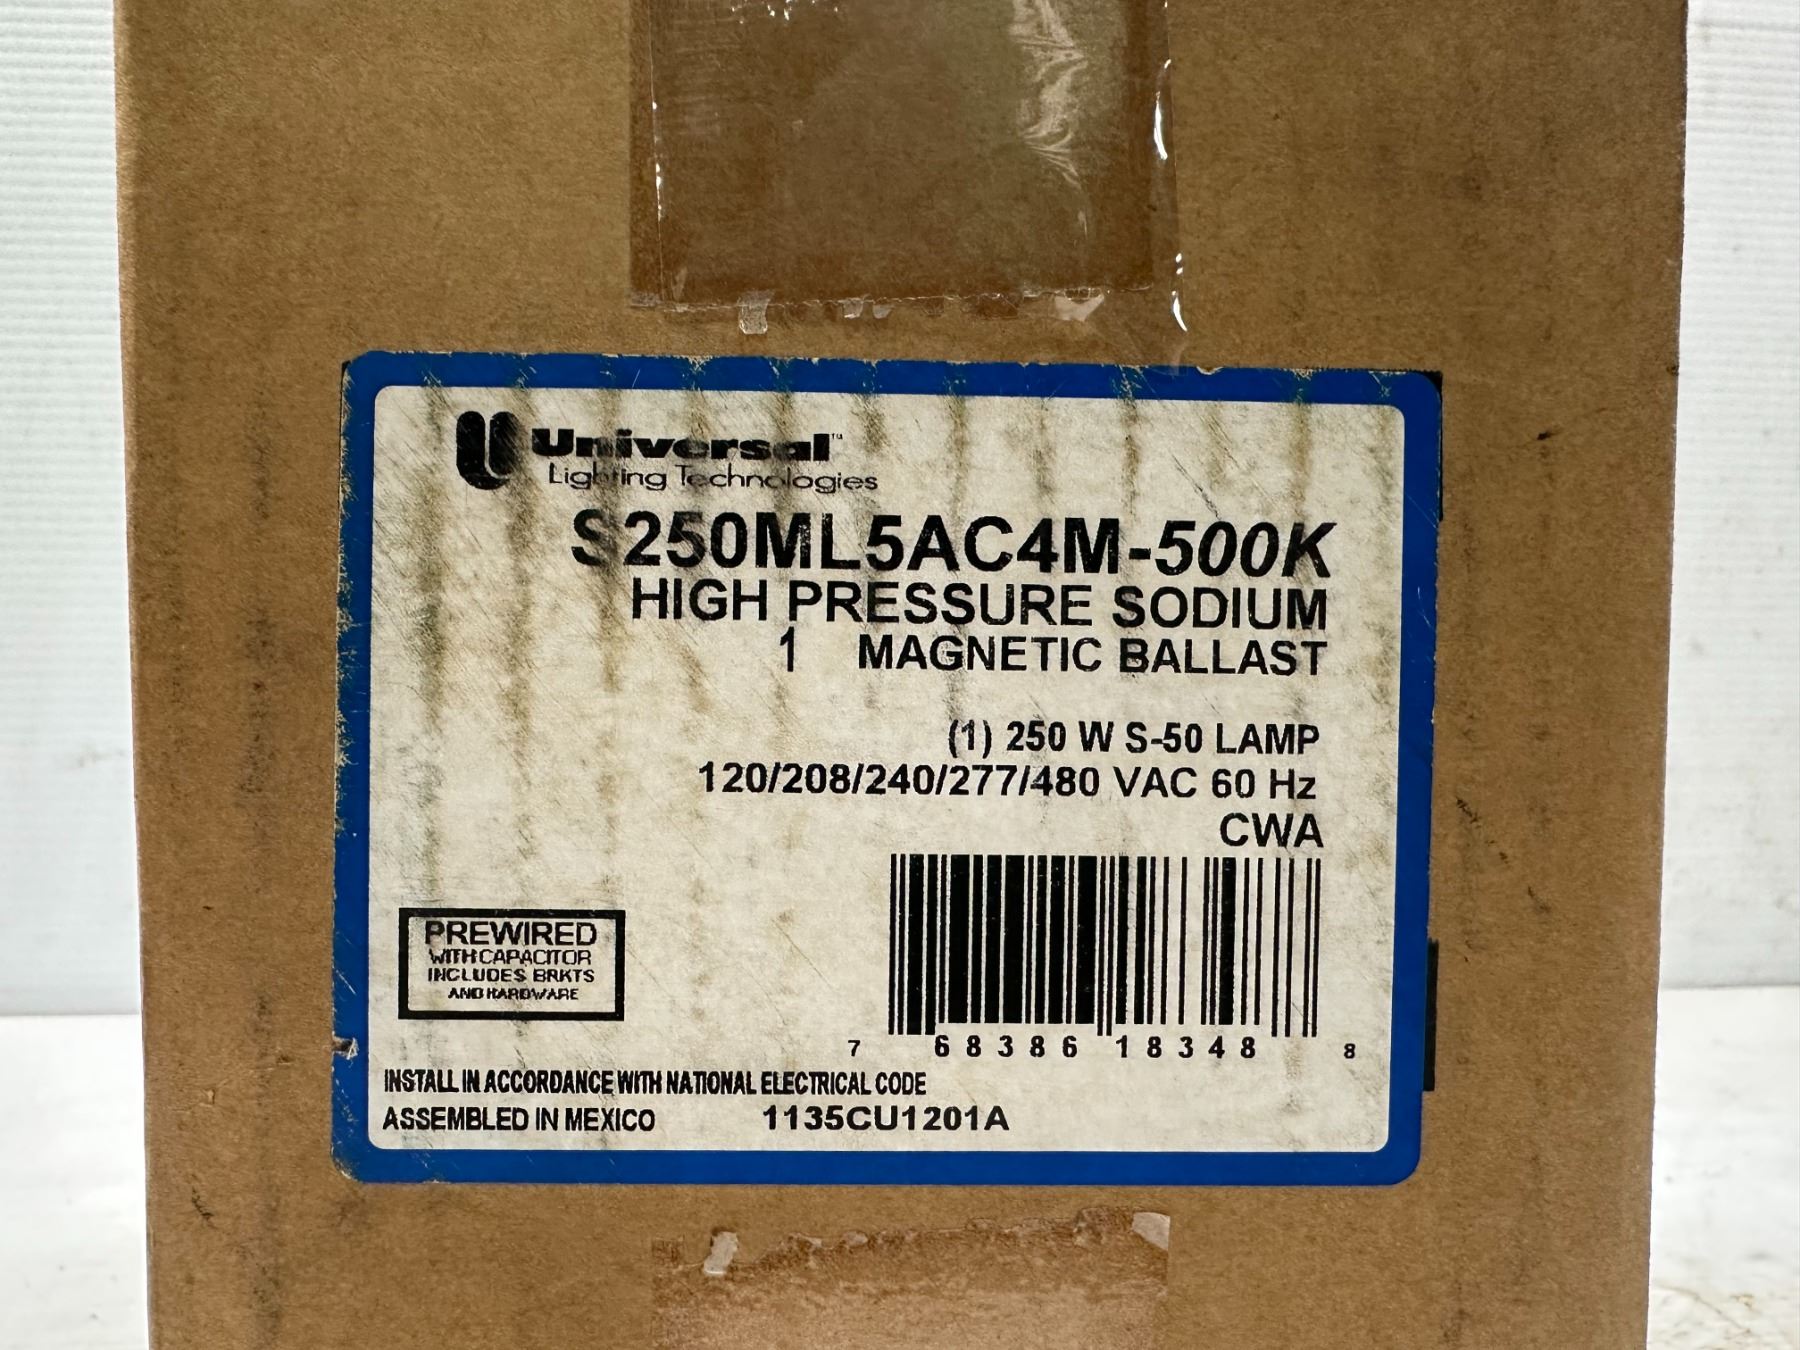 Universal™
Lighting Technologies
S250ML5AC4M-500K
HIGH PRESSURE SODIUM
1 MAGNETIC BALLAST
(1) 250 W S-50 LAMP
120/208/240/277/480 VAC 60 Hz
CWA
PREWIRED
WITH CAPACITOR
INCLUDES BRKTS
AND HARDWARE
7 68386 18348 8
INSTALL IN ACCORDANCE WITH NATIONAL ELECTRICAL CODE
ASSEMBLED IN MEXICO 1135CU1201A